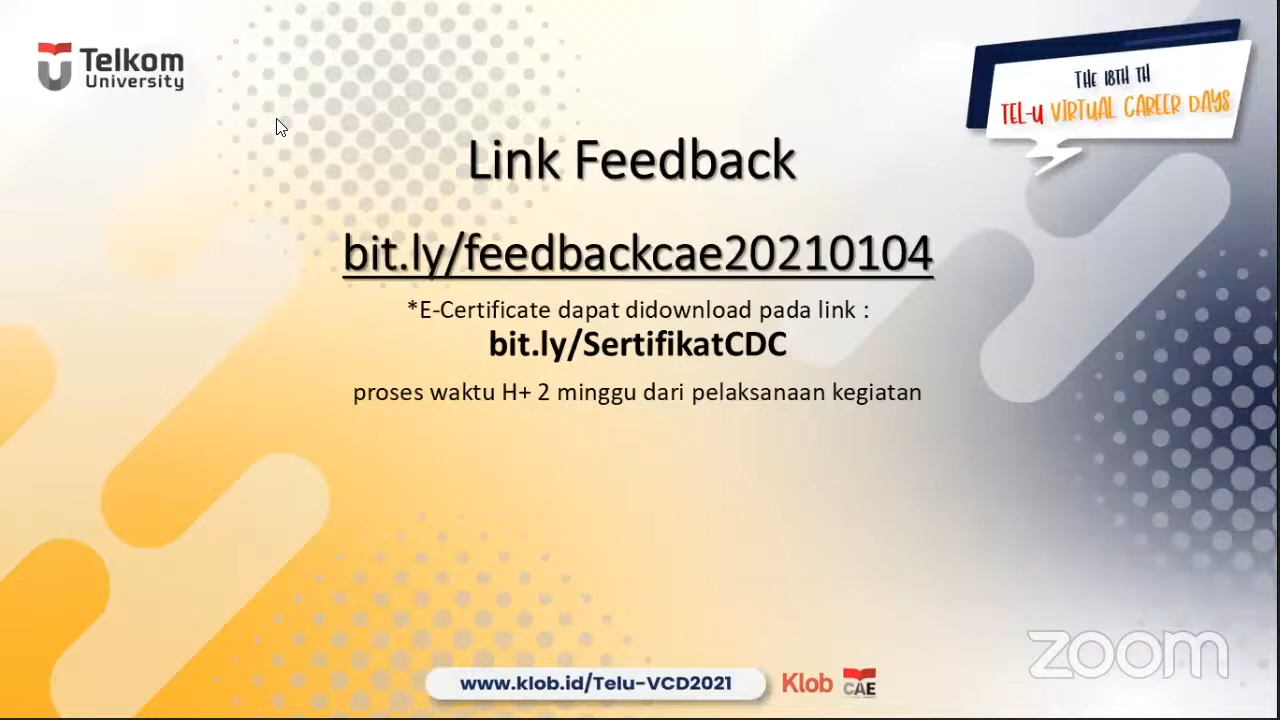 Telkom
University
THE 18TH TH
TEL-U VIRTUAL CAREER DAYS
Link Feedback
bit.ly/feedbackcae20210104
*E-Certificate dapat didownload pada link :
bit.ly/SertifikatCDC
proses waktu H+ 2 minggu dari pelaksanaan kegiatan
zoom
www.klob.id/Telu-VCD2021
Klob
CAE